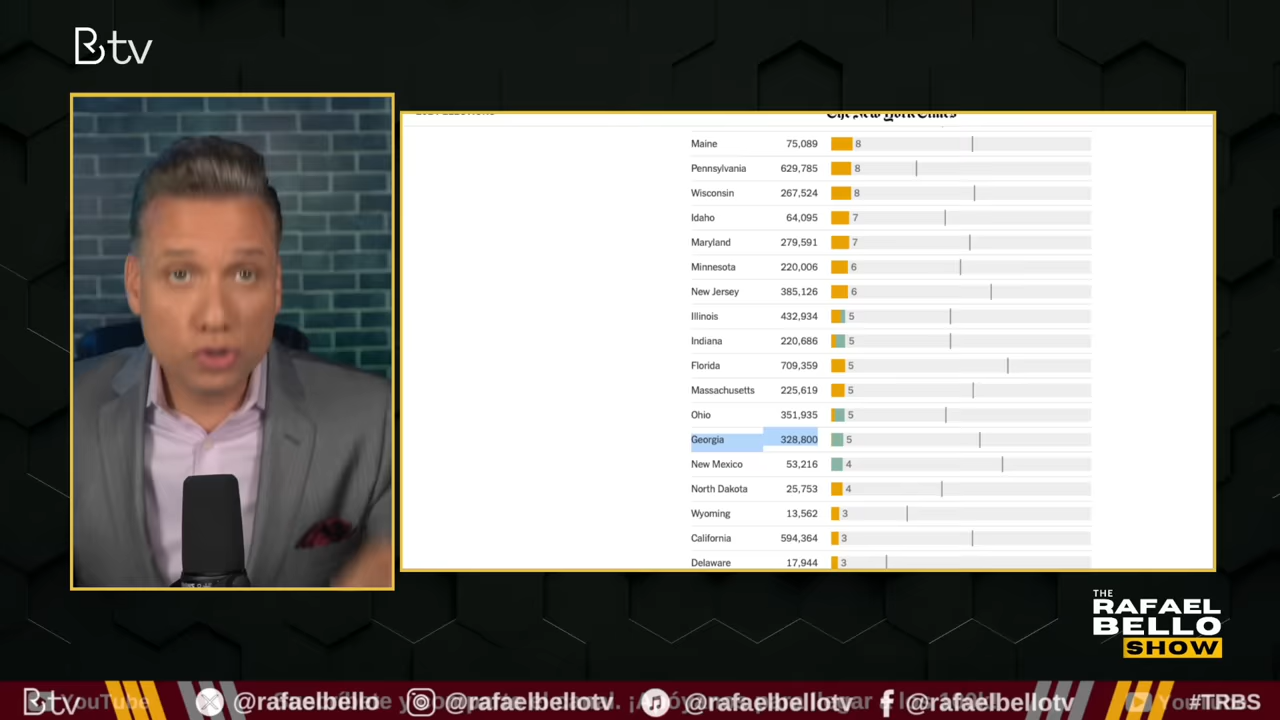 Btv
The New York Times
Maine 75,089 8
Pennsylvania 629,785 8
Wisconsin 267,524 8
Idaho 64,095 7
Maryland 279,591 7
Minnesota 220,006 6
New Jersey 385,126 6
Illinois 432,934 5
Indiana 220,686 5
Florida 709,359 5
Massachusetts 225,619 5
Ohio 351,935 5
Georgia 328,800 5
New Mexico 53,216 4
North Dakota 25,753 4
Wyoming 13,562 3
California 594,364 3
Delaware 17,944 3
THE
RAFAEL
BELLO
SHOW
Btv YouTube @rafaelbello @rafaelbellotv @rafaelbellotv @rafaelbellotv #TRBS